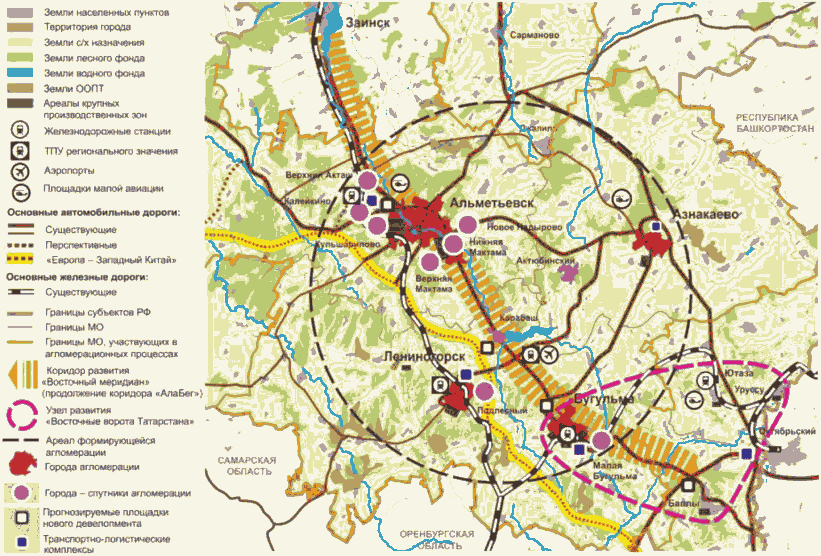 Земли населенных пунктов
Территория города
Земли с/х назначения
Земли лесного фонда
Земли водного фонда
Земли ООПТ
Ареалы крупных
производственных зон
Железнодорожные станции
ТПУ регионального значения
Аэропорты
Площадки малой авиации
Основные автомобильные дороги:
Существующие
Перспективные
«Европа – Западный Китай»
Основные железные дороги:
Существующие
Границы субъектов РФ
Границы МО
Границы МО, участвующих в
агломерационных процессах
Коридор развития
«Восточный меридиан»
(продолжение коридора «АлаБег»)
Узел развития
«Восточные ворота Татарстана»
Ареал формирующейся
агломерации
Города агломерации
Города – спутники агломерации
Прогнозируемые площадки
нового девелопмента
Транспортно-логистические
комплексы
Заинск
Сарманово
Джалиль
РЕСПУБЛИКА
БАШКОРТОСТАН
Верхний Акташ
Калейкино
Альметьевск
Кульшарипово
Новое Надырово
Нижняя
Мактама
Верхняя
Мактама
Актюбинский
Азнакаево
Карабаш
Лениногорск
Подлесный
Бугульма
Малая
Бугульма
Ютаза
Уруссу
Октябрьский
Бавлы
САМАРСКАЯ
ОБЛАСТЬ
ОРЕНБУРГСКАЯ
ОБЛАСТЬ